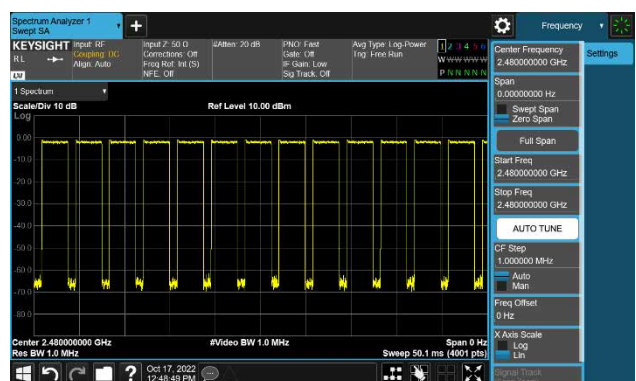 Spectrum Analyzer 1
Swept SA
Frequency
KEYSIGHT
RL
Input: RF
Coupling: DC
Align: Auto
Input Z: 50 Ω
Corrections: Off
Freq Ref: Int (S)
NFE: Off
#Atten: 20 dB
PNO: Fast
Gate: Off
IF Gain: Low
Sig Track: Off
Avg Type: Log-Power
Trig: Free Run
1 2 3 4 5 6
W W W W W W
P N N N N N
1 Spectrum
Scale/Div 10 dB
Ref Level 10.00 dBm
Log
0.00
-10.0
-20.0
-30.0
-40.0
-50.0
-60.0
-70.0
-80.0
Center 2.480000000 GHz
#Video BW 1.0 MHz
Span 0 Hz
Res BW 1.0 MHz
Sweep 50.1 ms (4001 pts)
Oct 17, 2022
12:48:49 PM
Center Frequency
2.480000000 GHz
Settings
Span
0.00000000 Hz
Swept Span
Zero Span
Full Span
Start Freq
2.480000000 GHz
Stop Freq
2.480000000 GHz
AUTO TUNE
CF Step
1.000000 MHz
Auto
Man
Freq Offset
0 Hz
X Axis Scale
Log
Lin
Signal Track